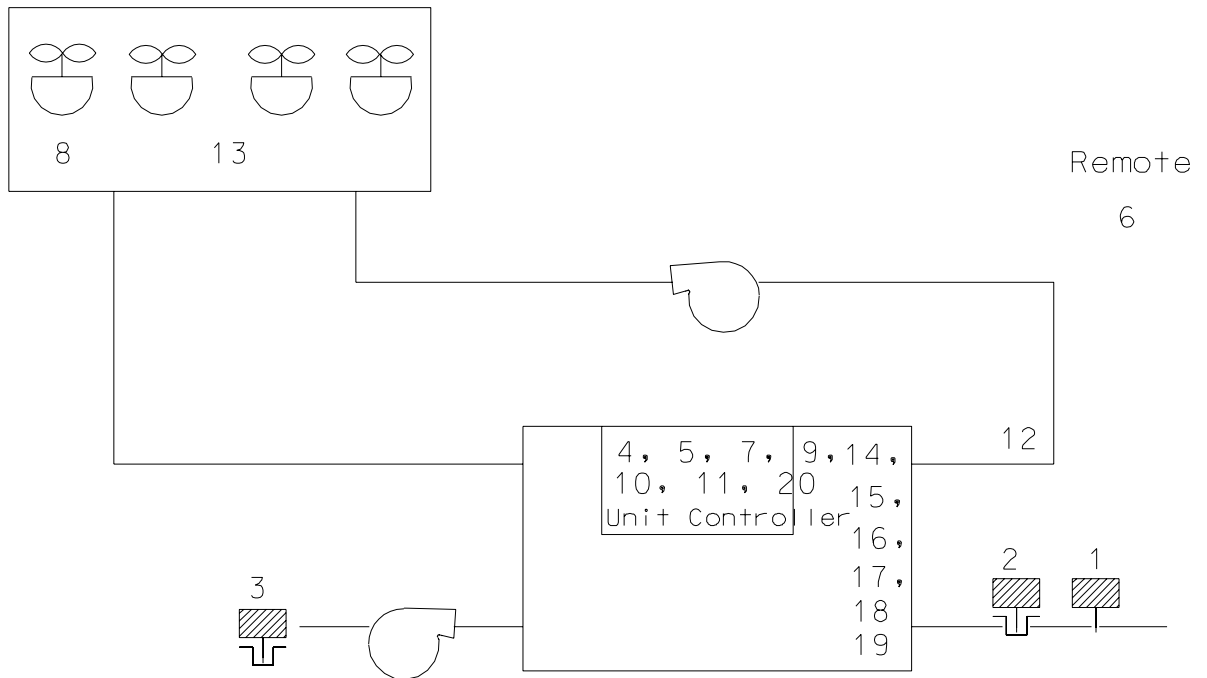 8 13
Remote
6
12
4, 5, 7, 9, 14,
10, 11, 20
15,
Unit Controller
16,
17,
18
19
2 1
3